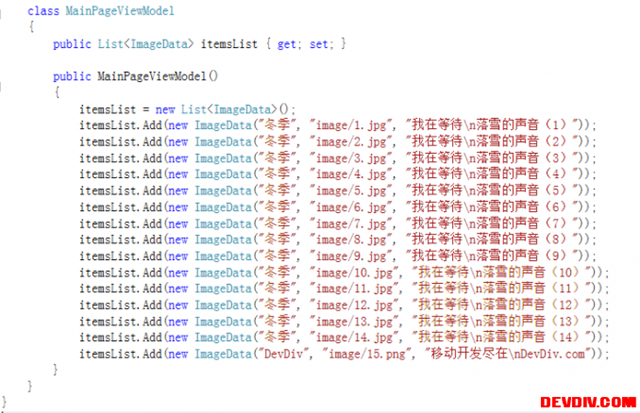 class MainPageViewModel
{
public List<ImageData> itemsList { get; set; }
public MainPageViewModel()
{
itemsList = new List<ImageData>();
itemsList.Add(new ImageData("冬季", "image/1.jpg", "我在等待\n落雪的声音（1）"));
itemsList.Add(new ImageData("冬季", "image/2.jpg", "我在等待\n落雪的声音（2）"));
itemsList.Add(new ImageData("冬季", "image/3.jpg", "我在等待\n落雪的声音（3）"));
itemsList.Add(new ImageData("冬季", "image/4.jpg", "我在等待\n落雪的声音（4）"));
itemsList.Add(new ImageData("冬季", "image/5.jpg", "我在等待\n落雪的声音（5）"));
itemsList.Add(new ImageData("冬季", "image/6.jpg", "我在等待\n落雪的声音（6）"));
itemsList.Add(new ImageData("冬季", "image/7.jpg", "我在等待\n落雪的声音（7）"));
itemsList.Add(new ImageData("冬季", "image/8.jpg", "我在等待\n落雪的声音（8）"));
itemsList.Add(new ImageData("冬季", "image/9.jpg", "我在等待\n落雪的声音（9）"));
itemsList.Add(new ImageData("冬季", "image/10.jpg", "我在等待\n落雪的声音（10）"));
itemsList.Add(new ImageData("冬季", "image/11.jpg", "我在等待\n落雪的声音（11）"));
itemsList.Add(new ImageData("冬季", "image/12.jpg", "我在等待\n落雪的声音（12）"));
itemsList.Add(new ImageData("冬季", "image/13.jpg", "我在等待\n落雪的声音（13）"));
itemsList.Add(new ImageData("冬季", "image/14.jpg", "我在等待\n落雪的声音（14）"));
itemsList.Add(new ImageData("DevDiv", "image/15.png", "移动开发尽在\nDevDiv.com"));
}
}
}
DEVDIV.COM